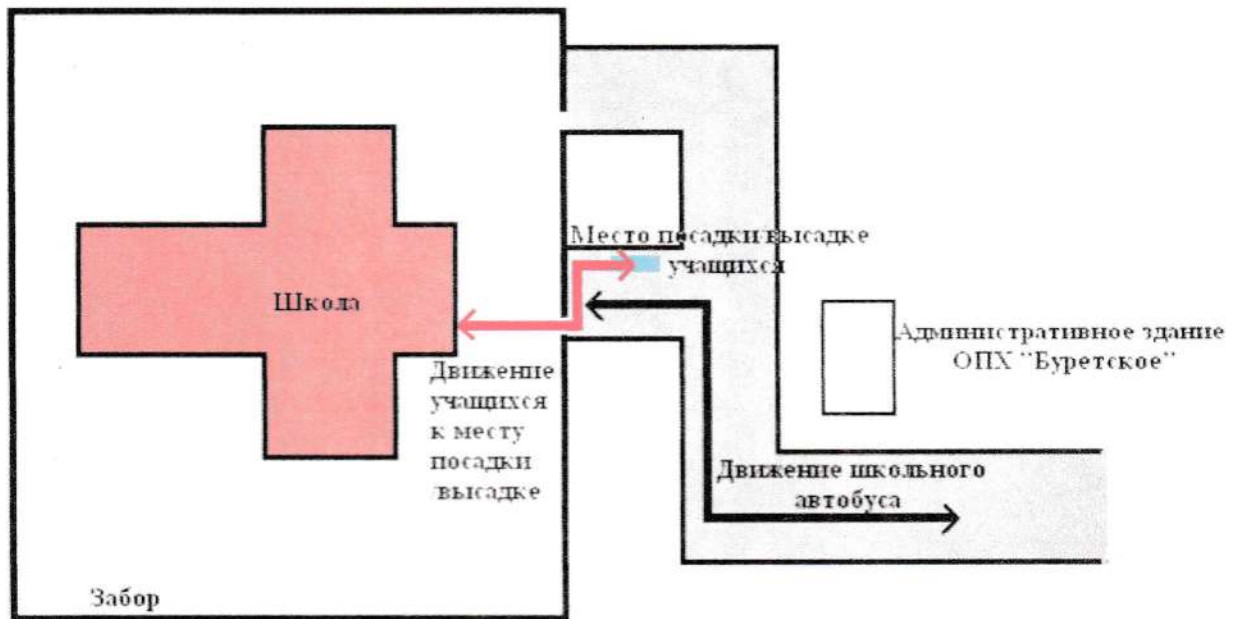 Место посадки/высадке
учащихся
Школа
Административное здание
ОПХ "Буретское"
Движение
учащихся
к месту
посадки
/высадке
Движение школьного
автобуса
Забор